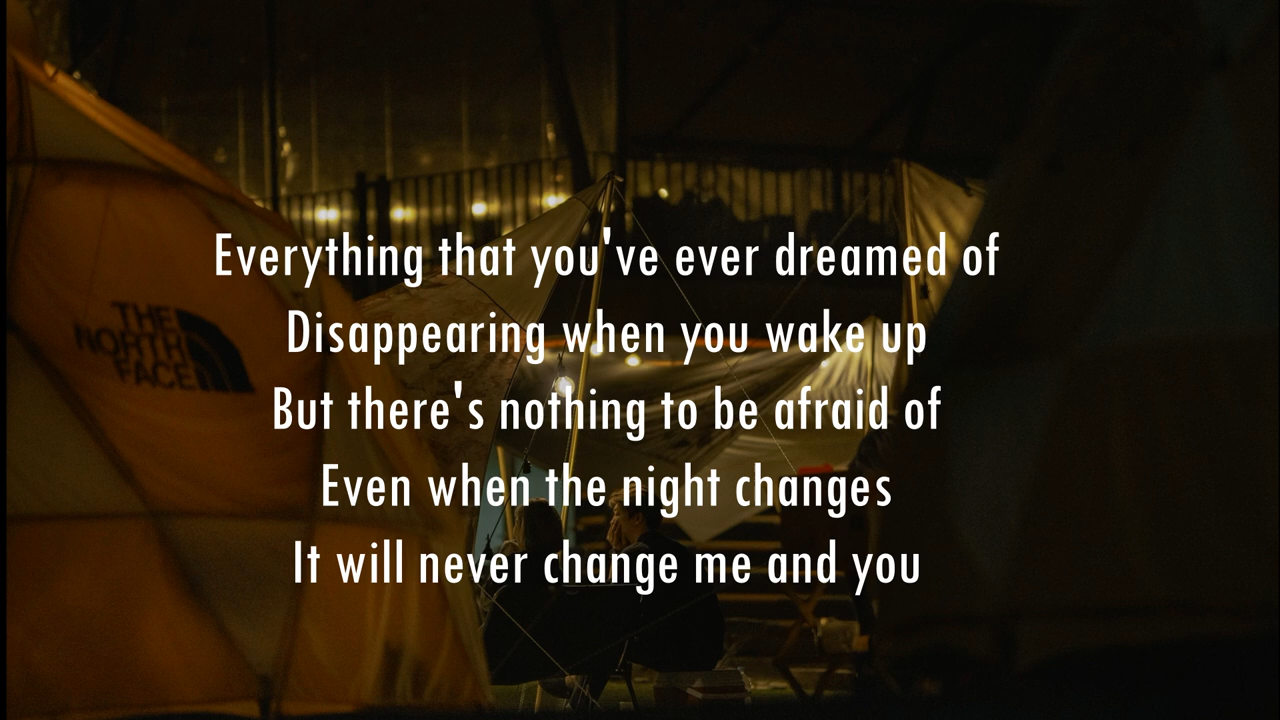 Everything that you've ever dreamed of
Disappearing when you wake up
But there's nothing to be afraid of
Even when the night changes
It will never change me and you
THE
NORTH
FACE